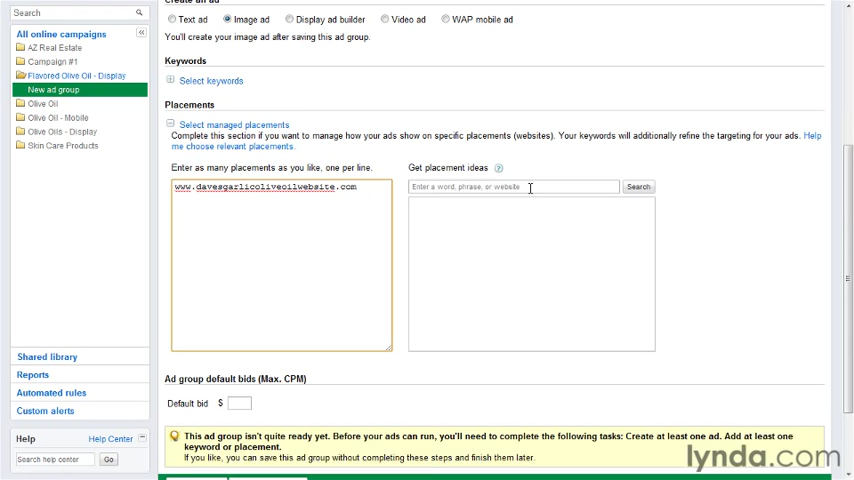 Create an ad
Search
Text ad Image ad Display ad builder Video ad WAP mobile ad
All online campaigns
You'll create your image ad after saving this ad group.
AZ Real Estate
Campaign #1
Keywords
Flavored Olive Oil - Display
Select keywords
New ad group
Olive Oil
Placements
Olive Oil - Mobile
Select managed placements
Olive Oils - Display
Complete this section if you want to manage how your ads show on specific placements (websites). Your keywords will additionally refine the targeting for your ads. Help
me choose relevant placements.
Skin Care Products
Enter as many placements as you like, one per line. Get placement ideas ?
www.davesgarlicoliveoilwebsite.com Enter a word, phrase, or website Search
Shared library
Reports
Ad group default bids (Max. CPM)
Automated rules
Default bid $
Custom alerts
Help Help Center
This ad group isn't quite ready yet. Before your ads can run, you'll need to complete the following tasks: Create at least one ad. Add at least one
keyword or placement.
Search help center Go
If you like, you can save this ad group without completing these steps and finish them later.
lynda.com